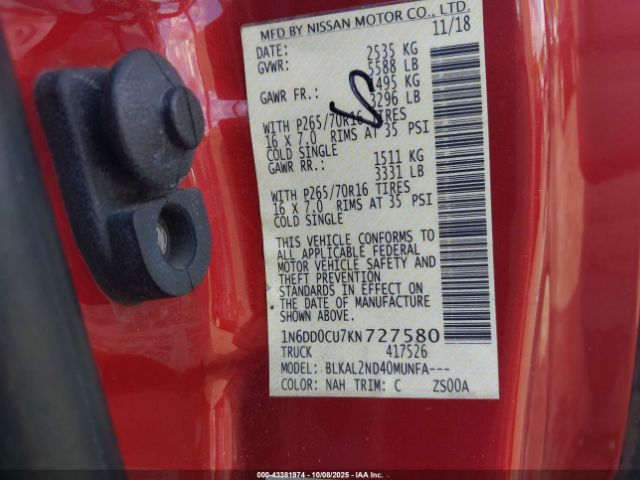 MFD BY NISSAN MOTOR CO., LTD.
DATE: 11/18
GVWR: 2535 KG
5588 LB
GAWR FR.: 1495 KG
3296 LB
WITH P265/70R16 TIRES
16 X 7.0 RIMS AT 35 PSI
COLD SINGLE
GAWR RR.: 1511 KG
3331 LB
WITH P265/70R16 TIRES
16 X 7.0 RIMS AT 35 PSI
COLD SINGLE
THIS VEHICLE CONFORMS TO
ALL APPLICABLE FEDERAL
MOTOR VEHICLE SAFETY AND
THEFT PREVENTION
STANDARDS IN EFFECT ON
THE DATE OF MANUFACTURE
SHOWN ABOVE.
1N6DD0CU7KN727580
TRUCK 417526
MODEL: BLKAL2ND40MUNFA---
COLOR: NAH TRIM: C ZS00A
00-43381974 | 10/08/2025 - IAA Inc.